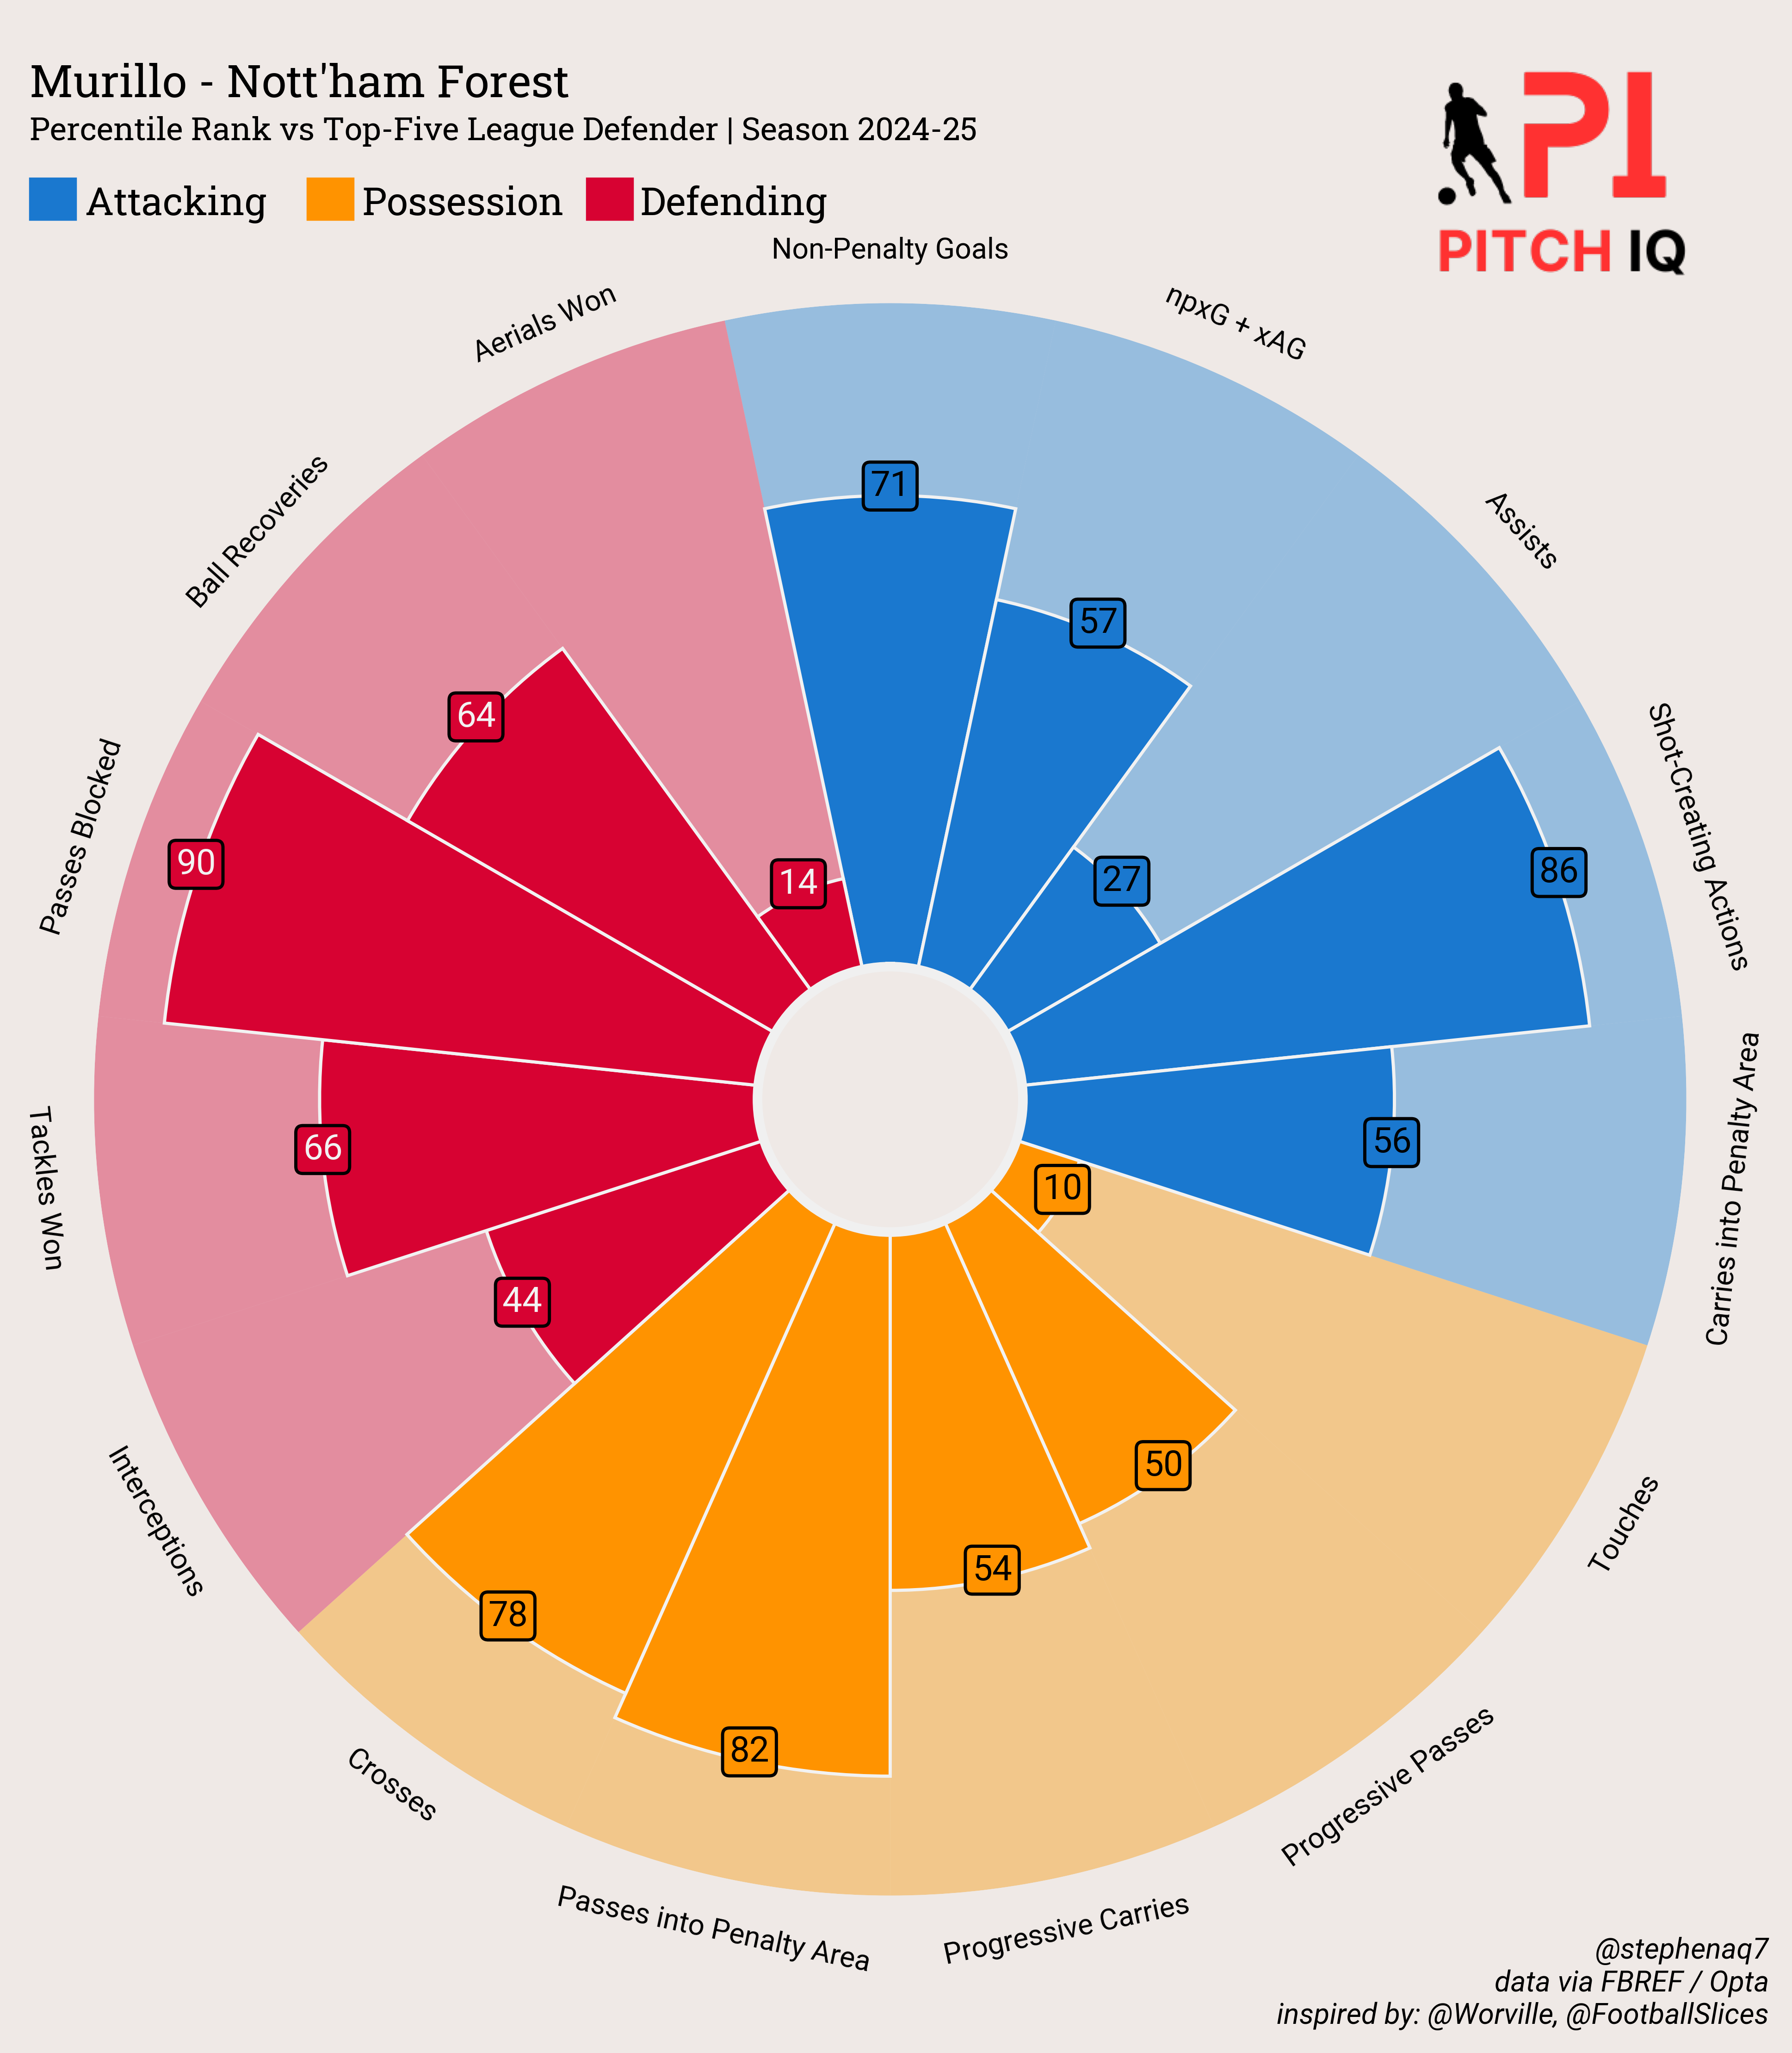 Murillo - Nott'ham Forest
Percentile Rank vs Top-Five League Defender | Season 2024-25
Attacking
Possession
Defending
PI
PITCH IQ
Non-Penalty Goals
71
npxG + xAG
57
Assists
27
Shot-Creating Actions
86
Carries into Penalty Area
56
Touches
10
Progressive Passes
50
Progressive Carries
54
Passes into Penalty Area
82
Crosses
78
Interceptions
44
Tackles Won
66
Passes Blocked
90
Ball Recoveries
64
Aerials Won
14
@stephenaq7
data via FBREF / Opta
inspired by: @Worville, @FootballSlices